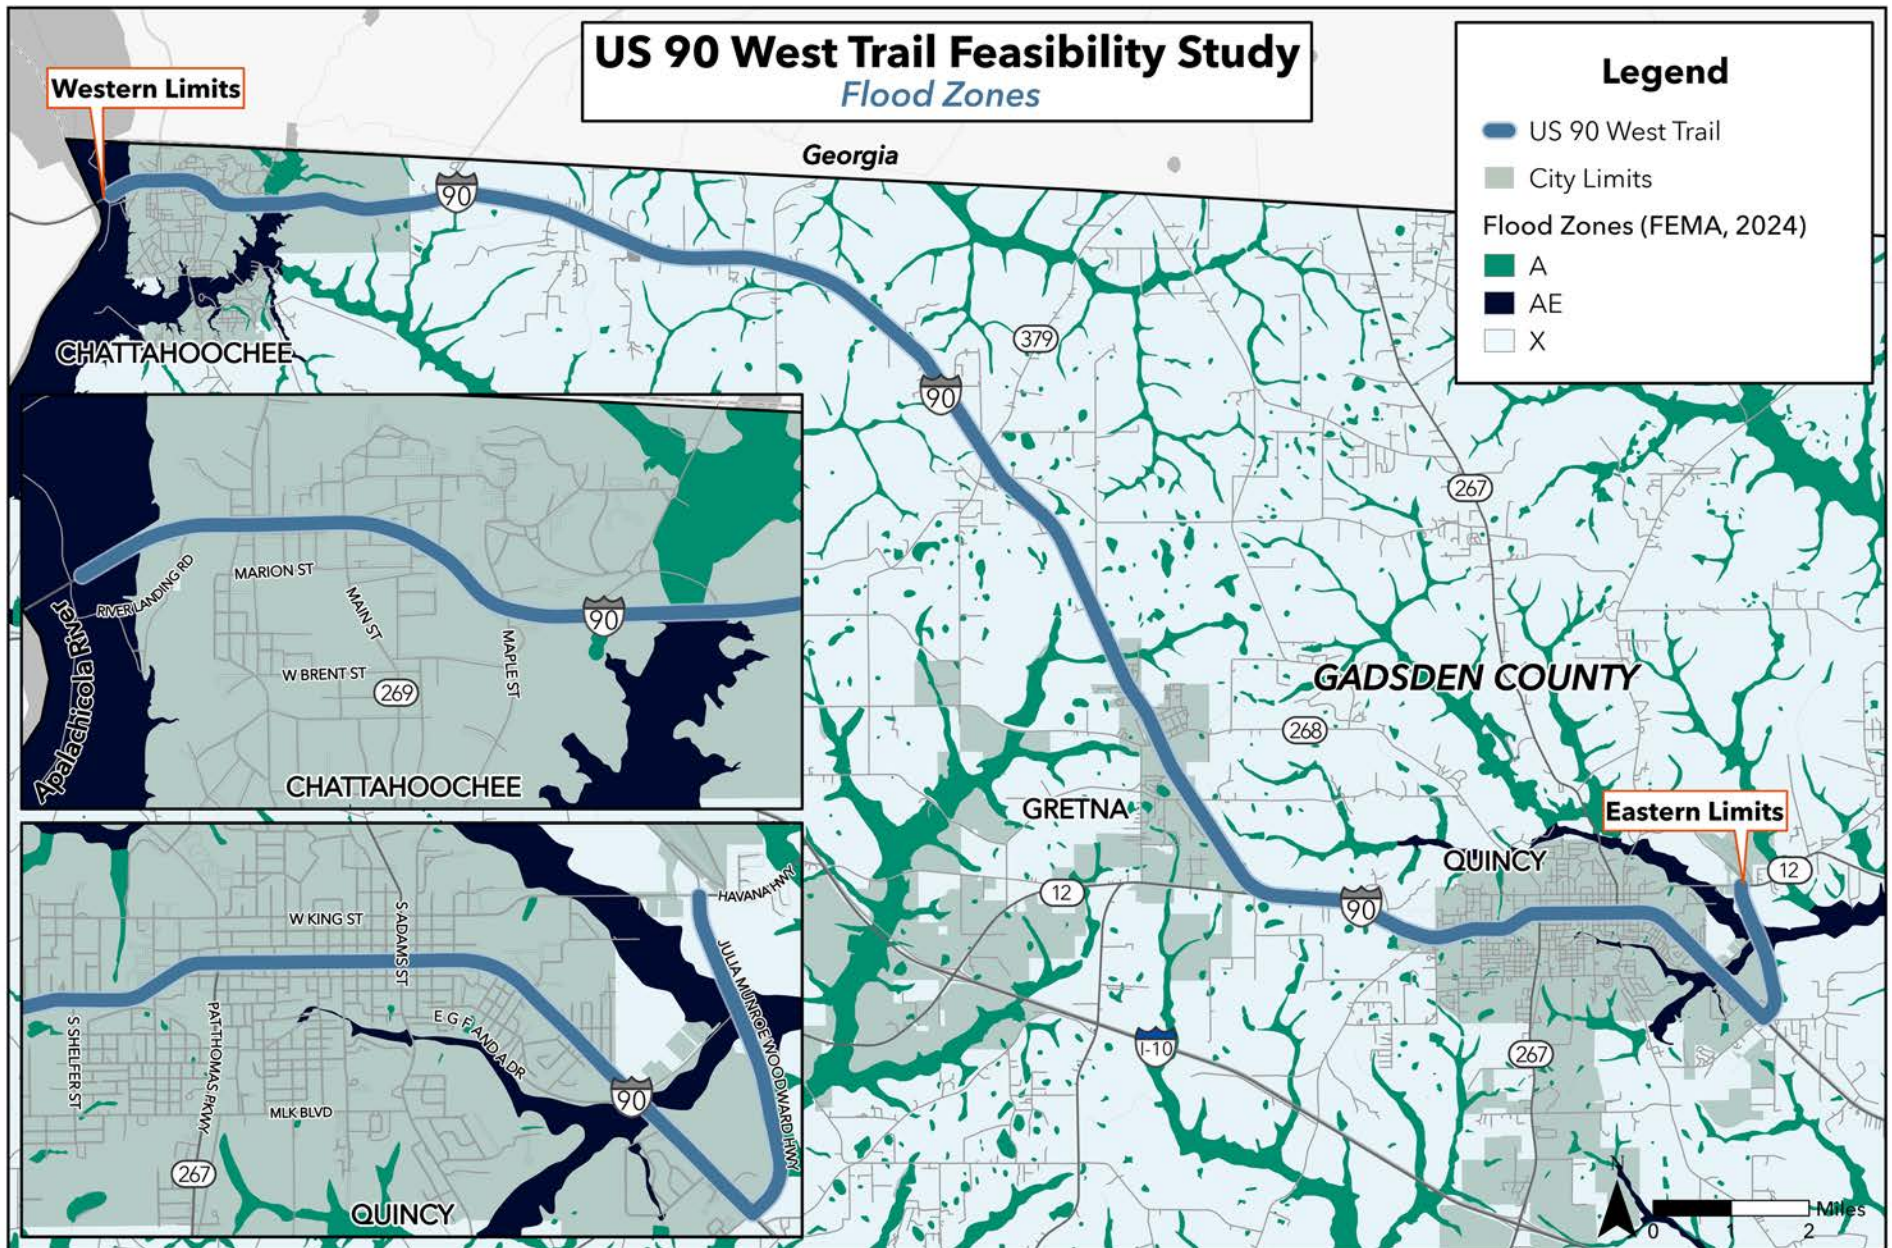 US 90 West Trail Feasibility Study
Flood Zones
Legend
US 90 West Trail
City Limits
Flood Zones (FEMA, 2024)
A
AE
X
Western Limits
Georgia
90
379
90
CHATTAHOOCHEE
267
GADSDEN COUNTY
268
GRETNA
Eastern Limits
QUINCY
12
12
90
I-10
267
N
Miles
0
1
2
MARION ST
RIVER LANDING RD
MAIN ST
90
Apalachicola River
W BRENT ST
MAPLE ST
269
CHATTAHOOCHEE
HAVANA HWY
W KING ST
S ADAMS ST
JULIA MUNROE WOODWARD HWY
S SHELFER ST
PAT THOMAS PKWY
E G F AND A DR
90
MLK BLVD
267
QUINCY